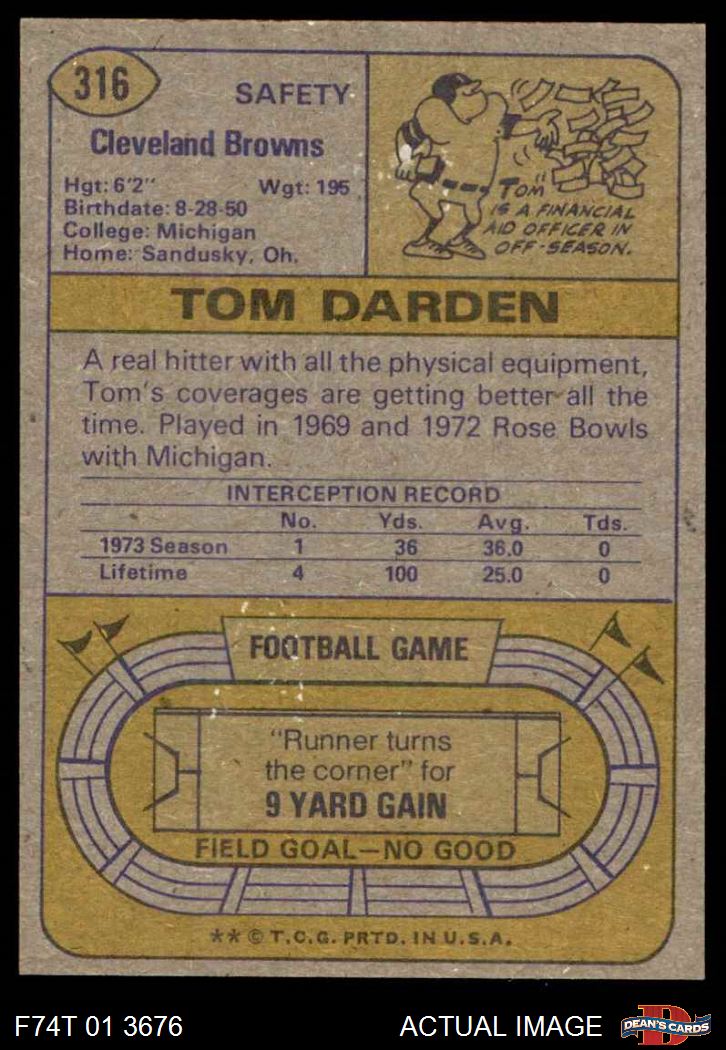 316
SAFETY
Cleveland Browns
Hgt: 6'2" Wgt: 195
Birthdate: 8-28-50
College: Michigan
Home: Sandusky, Oh.
TOM
IS A FINANCIAL
AID OFFICER IN
OFF-SEASON.
TOM DARDEN
A real hitter with all the physical equipment,
Tom's coverages are getting better all the
time. Played in 1969 and 1972 Rose Bowls
with Michigan.
INTERCEPTION RECORD
No. Yds. Avg. Tds.
1973 Season 1 36 36.0 0
Lifetime 4 100 25.0 0
FOOTBALL GAME
"Runner turns
the corner" for
9 YARD GAIN
FIELD GOAL—NO GOOD
** © T.C.G. PRTD. IN U.S.A.
F74T 01 3676 ACTUAL IMAGE DEAN'S CARDS